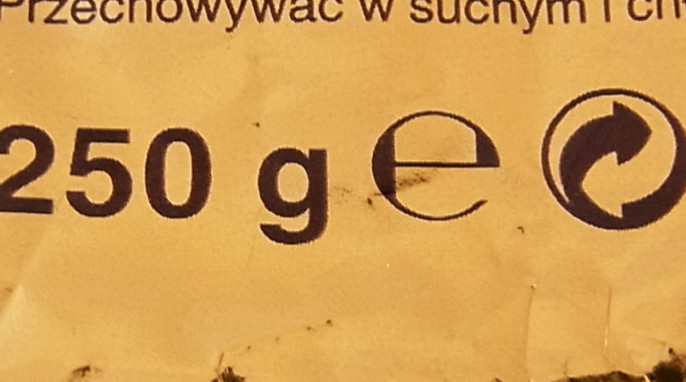 Przechowywać w suchym i
250 g ℮